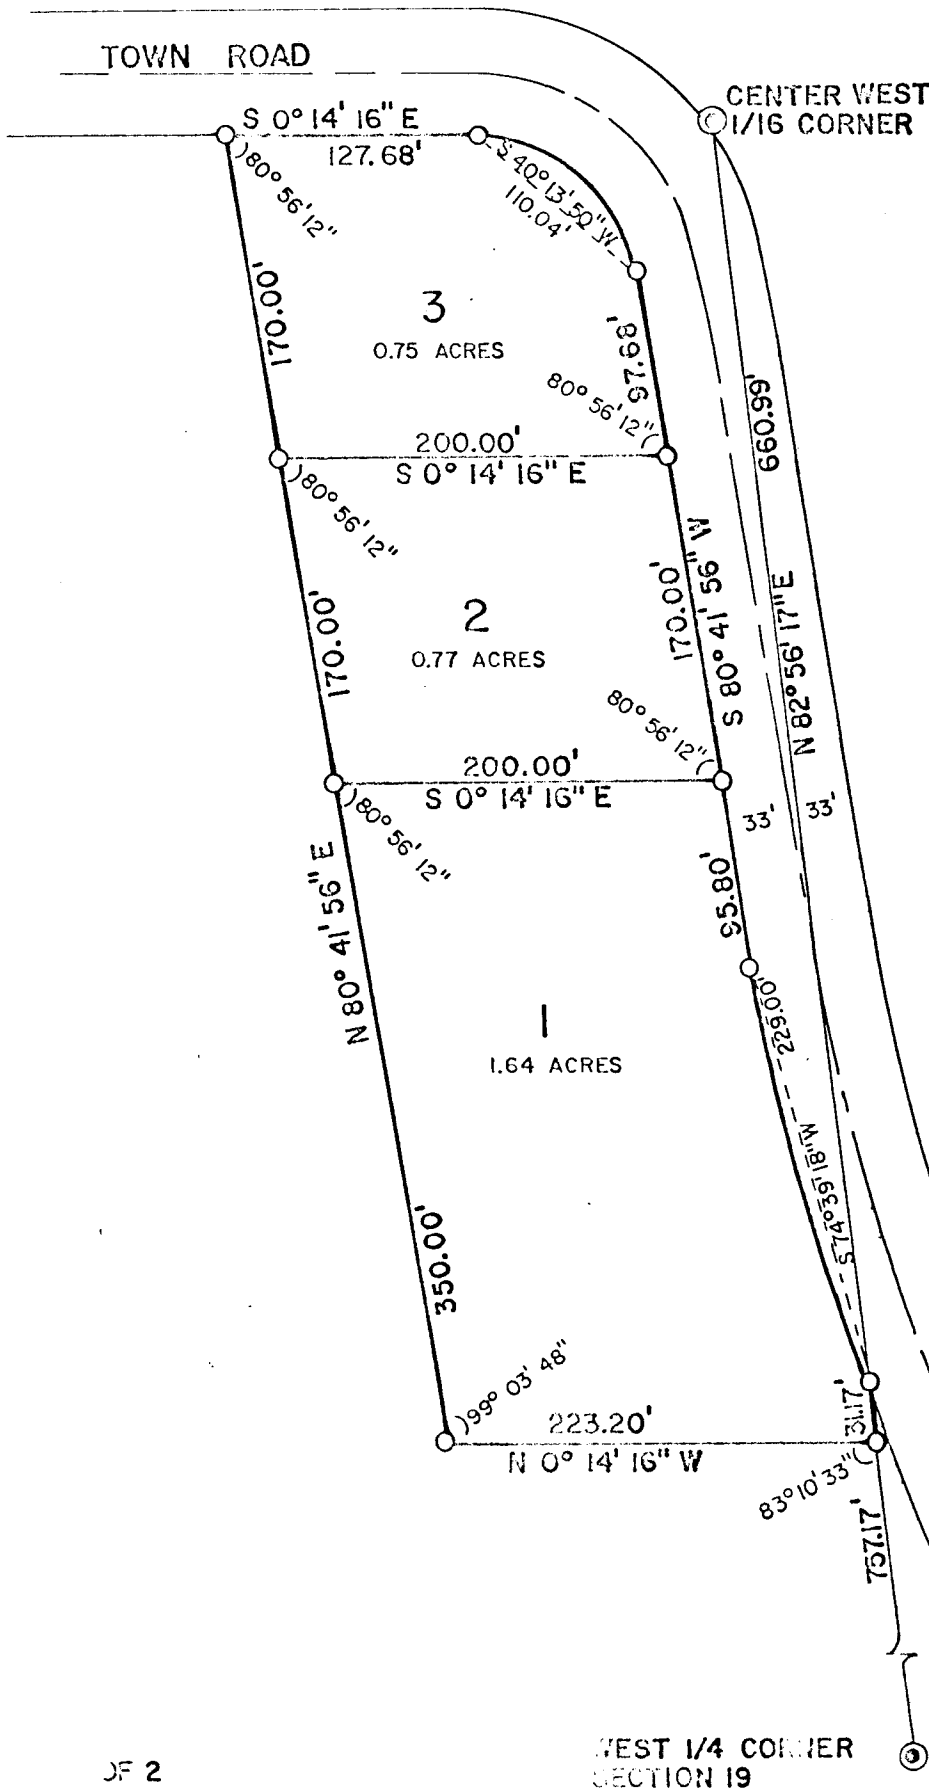 TOWN ROAD
CENTER WEST
1/16 CORNER
S 0° 14' 16" E
127.68'
80° 56' 12"
S 40° 13' 50" W
110.04'
170.00'
3
0.75 ACRES
97.68'
80° 56' 12"
660.99'
200.00'
S 0° 14' 16" E
80° 56' 12"
170.00'
2
0.77 ACRES
170.00'
S 80° 41' 56" W
N 82° 56' 17" E
80° 56' 12"
200.00'
S 0° 14' 16" E
80° 56' 12"
33'
33'
95.80'
N 80° 41' 56" E
1
1.64 ACRES
229.00'
S 74° 39' 18" W
350.00'
99° 03' 48"
223.20'
N 0° 14' 16" W
31.17'
83° 10' 33"
757.17'
OF 2
WEST 1/4 CORNER
SECTION 19